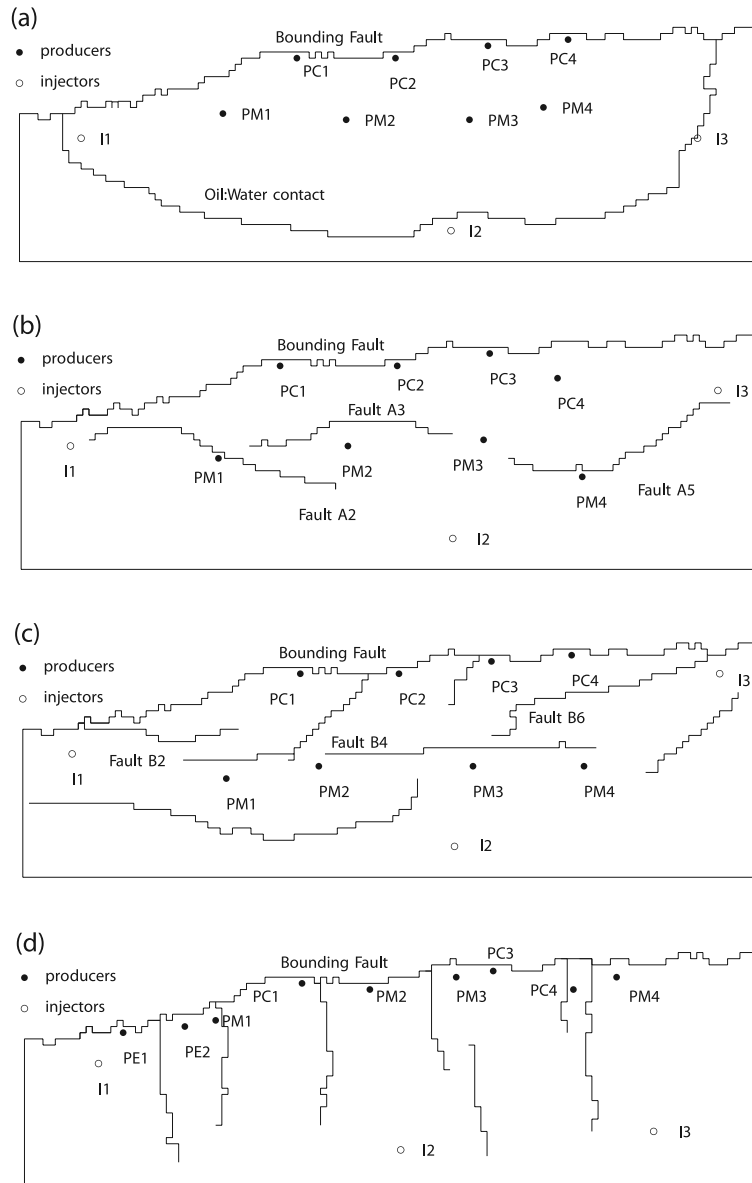 (a)
producers
injectors
Bounding Fault
PC1
PC2
PC3
PC4
PM1
PM2
PM3
PM4
I1
I3
Oil:Water contact
I2
(b)
producers
injectors
Bounding Fault
PC1
PC2
PC3
PC4
I3
Fault A3
I1
PM1
PM2
PM3
PM4
Fault A5
Fault A2
I2
(c)
producers
injectors
Bounding Fault
PC1
PC2
PC3
PC4
I3
Fault B6
Fault B4
Fault B2
I1
PM1
PM2
PM3
PM4
I2
(d)
producers
injectors
Bounding Fault
PC3
PC1
PM2
PM3
PC4
PM4
PM1
PE1
PE2
I1
I2
I3